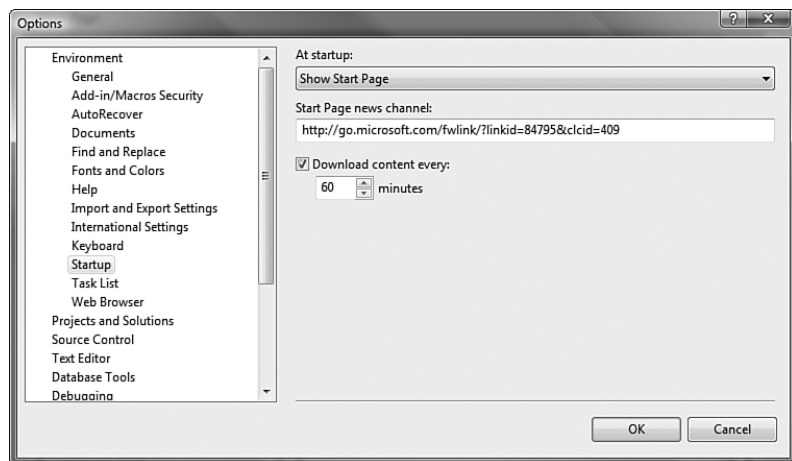 Options
Environment
General
Add-in/Macros Security
AutoRecover
Documents
Find and Replace
Fonts and Colors
Help
Import and Export Settings
International Settings
Keyboard
Startup
Task List
Web Browser
Projects and Solutions
Source Control
Text Editor
Database Tools
Debugging
At startup:
Show Start Page
Start Page news channel:
http://go.microsoft.com/fwlink/?linkid=84795&clcid=409
Download content every:
60 minutes
OK Cancel